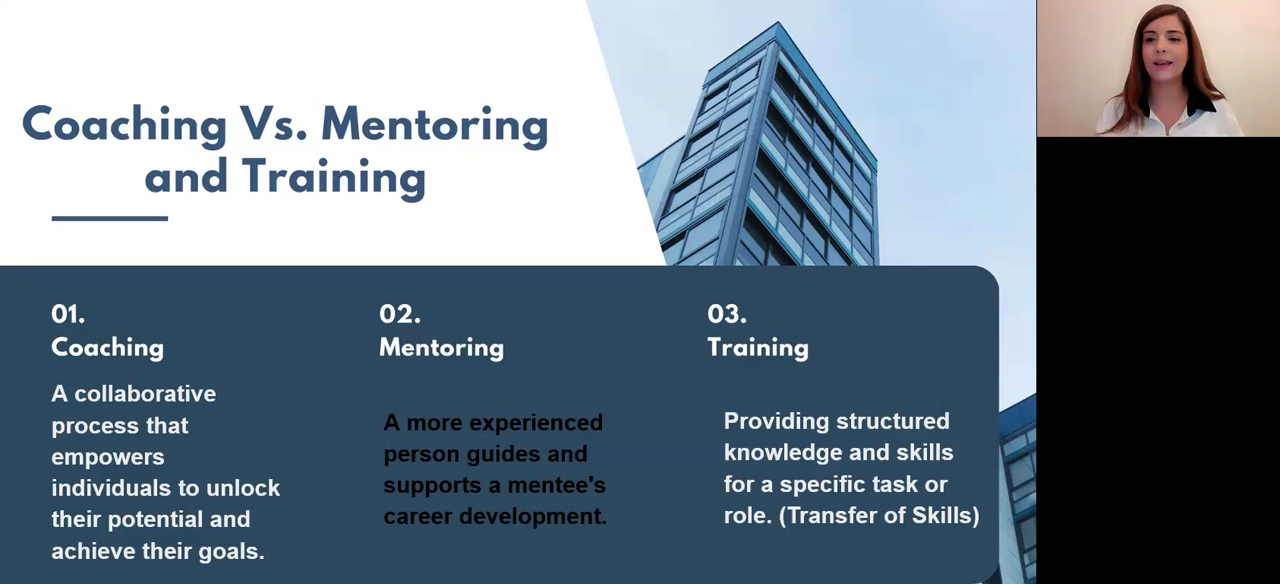 Coaching Vs. Mentoring
and Training
01.
Coaching
A collaborative
process that
empowers
individuals to unlock
their potential and
achieve their goals.
02.
Mentoring
A more experienced
person guides and
supports a mentee's
career development.
03.
Training
Providing structured
knowledge and skills
for a specific task or
role. (Transfer of Skills)